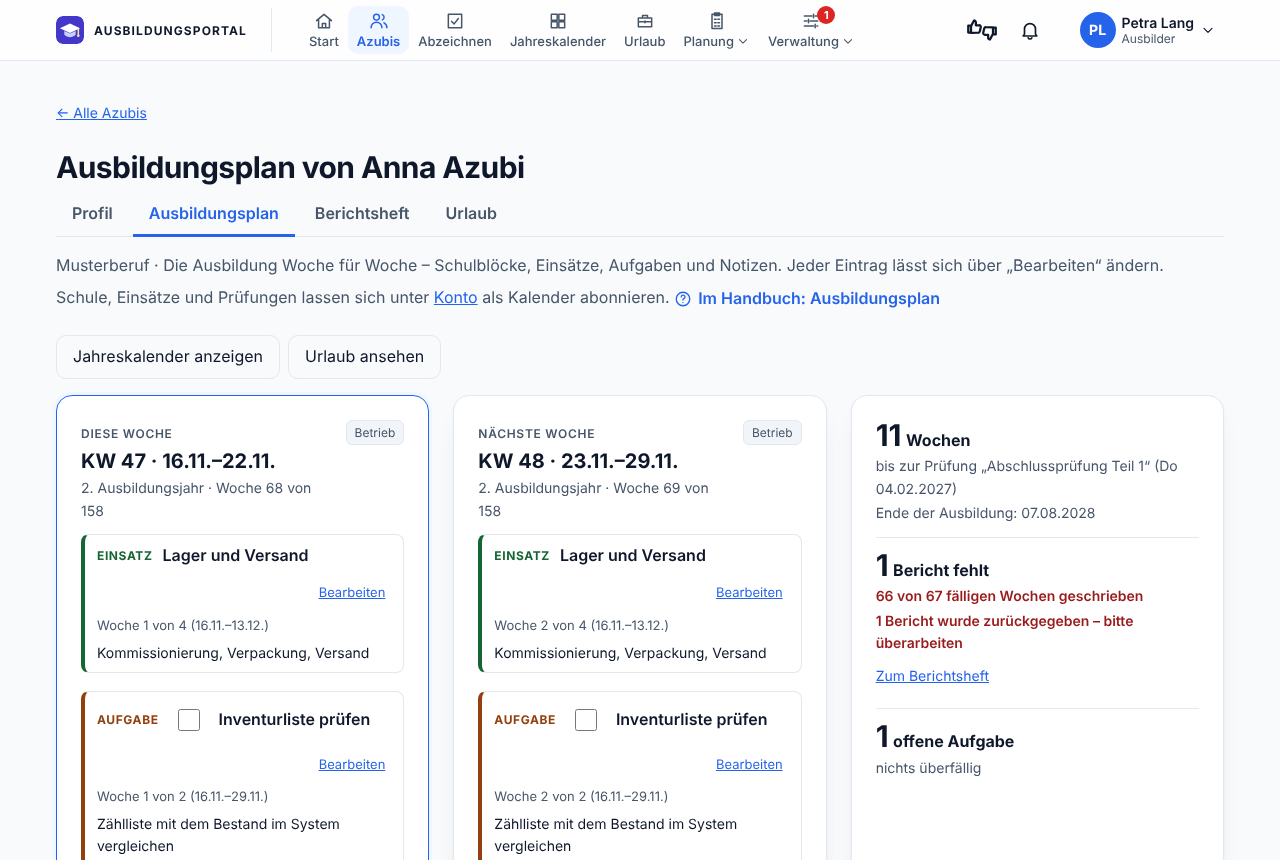 AUSBILDUNGSPORTAL
Start
Azubis
Abzeichnen
Jahreskalender
Urlaub
Planung
Verwaltung
1
PL
Petra Lang
Ausbilder
← Alle Azubis
Ausbildungsplan von Anna Azubi
Profil
Ausbildungsplan
Berichtsheft
Urlaub
Musterberuf · Die Ausbildung Woche für Woche – Schulblöcke, Einsätze, Aufgaben und Notizen. Jeder Eintrag lässt sich über „Bearbeiten“ ändern.
Schule, Einsätze und Prüfungen lassen sich unter Konto als Kalender abonnieren. ? Im Handbuch: Ausbildungsplan
Jahreskalender anzeigen
Urlaub ansehen
DIESE WOCHE
Betrieb
KW 47 · 16.11.–22.11.
2. Ausbildungsjahr · Woche 68 von
158
EINSATZ Lager und Versand
Bearbeiten
Woche 1 von 4 (16.11.–13.12.)
Kommissionierung, Verpackung, Versand
AUFGABE Inventurliste prüfen
Bearbeiten
Woche 1 von 2 (16.11.–29.11.)
Zählliste mit dem Bestand im System
vergleichen
NÄCHSTE WOCHE
Betrieb
KW 48 · 23.11.–29.11.
2. Ausbildungsjahr · Woche 69 von
158
EINSATZ Lager und Versand
Bearbeiten
Woche 2 von 4 (16.11.–13.12.)
Kommissionierung, Verpackung, Versand
AUFGABE Inventurliste prüfen
Bearbeiten
Woche 2 von 2 (16.11.–29.11.)
Zählliste mit dem Bestand im System
vergleichen
11 Wochen
bis zur Prüfung „Abschlussprüfung Teil 1“ (Do
04.02.2027)
Ende der Ausbildung: 07.08.2028
1 Bericht fehlt
66 von 67 fälligen Wochen geschrieben
1 Bericht wurde zurückgegeben – bitte
überarbeiten
Zum Berichtsheft
1 offene Aufgabe
nichts überfällig